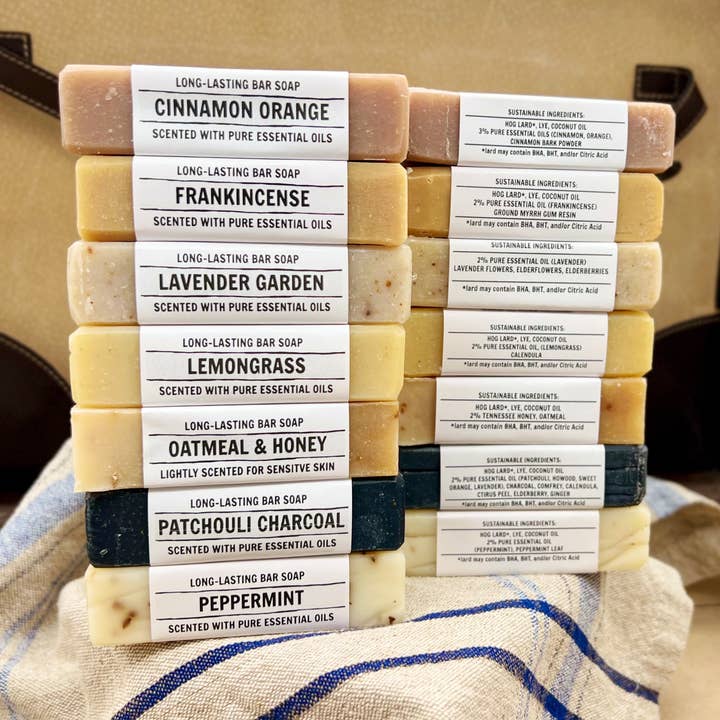 LONG-LASTING BAR SOAP
CINNAMON ORANGE
SCENTED WITH PURE ESSENTIAL OILS
LONG-LASTING BAR SOAP
FRANKINCENSE
SCENTED WITH PURE ESSENTIAL OILS
LONG-LASTING BAR SOAP
LAVENDER GARDEN
SCENTED WITH PURE ESSENTIAL OILS
LONG-LASTING BAR SOAP
LEMONGRASS
SCENTED WITH PURE ESSENTIAL OILS
LONG-LASTING BAR SOAP
OATMEAL & HONEY
LIGHTLY SCENTED FOR SENSITVE SKIN
LONG-LASTING BAR SOAP
PATCHOULI CHARCOAL
SCENTED WITH PURE ESSENTIAL OILS
LONG-LASTING BAR SOAP
PEPPERMINT
SCENTED WITH PURE ESSENTIAL OILS
SUSTAINABLE INGREDIENTS:
HOG LARD*, LYE, COCONUT OIL
3% PURE ESSENTIAL OILS (CINNAMON, ORANGE),
CINNAMON BARK POWDER
*lard may contain BHA, BHT, and/or Citric Acid
SUSTAINABLE INGREDIENTS:
HOG LARD*, LYE, COCONUT OIL
2% PURE ESSENTIAL OIL (FRANKINCENSE)
GROUND MYRRH GUM RESIN
*lard may contain BHA, BHT, and/or Citric Acid
SUSTAINABLE INGREDIENTS:
2% PURE ESSENTIAL OIL (LAVENDER)
LAVENDER FLOWERS, ELDERFLOWERS, ELDERBERRIES
*lard may contain BHA, BHT, and/or Citric Acid
SUSTAINABLE INGREDIENTS:
HOG LARD*, LYE, COCONUT OIL
2% PURE ESSENTIAL OIL, (LEMONGRASS)
CALENDULA
*lard may contain BHA, BHT, and/or Citric Acid
SUSTAINABLE INGREDIENTS:
HOG LARD*, LYE, COCONUT OIL
2% TENNESSEE HONEY, OATMEAL
*lard may contain BHA, BHT, and/or Citric Acid
SUSTAINABLE INGREDIENTS:
HOG LARD*, LYE, COCONUT OIL
2% PURE ESSENTIAL OIL (PATCHOULI, HOWOOD, SWEET
ORANGE, LAVENDER), CHARCOAL, COMFREY, CALENDULA,
CTIRUS PEEL, ELDERBERRY, GINGER
*lard may contain BHA, BHT, and/or Citric Acid
SUSTAINABLE INGREDIENTS:
HOG LARD*, LYE, COCONUT OIL
2% PURE ESSENTIAL OIL
(PEPPERMINT), PEPPERMINT LEAF
*lard may contain BHA, BHT, and/or Citric Acid